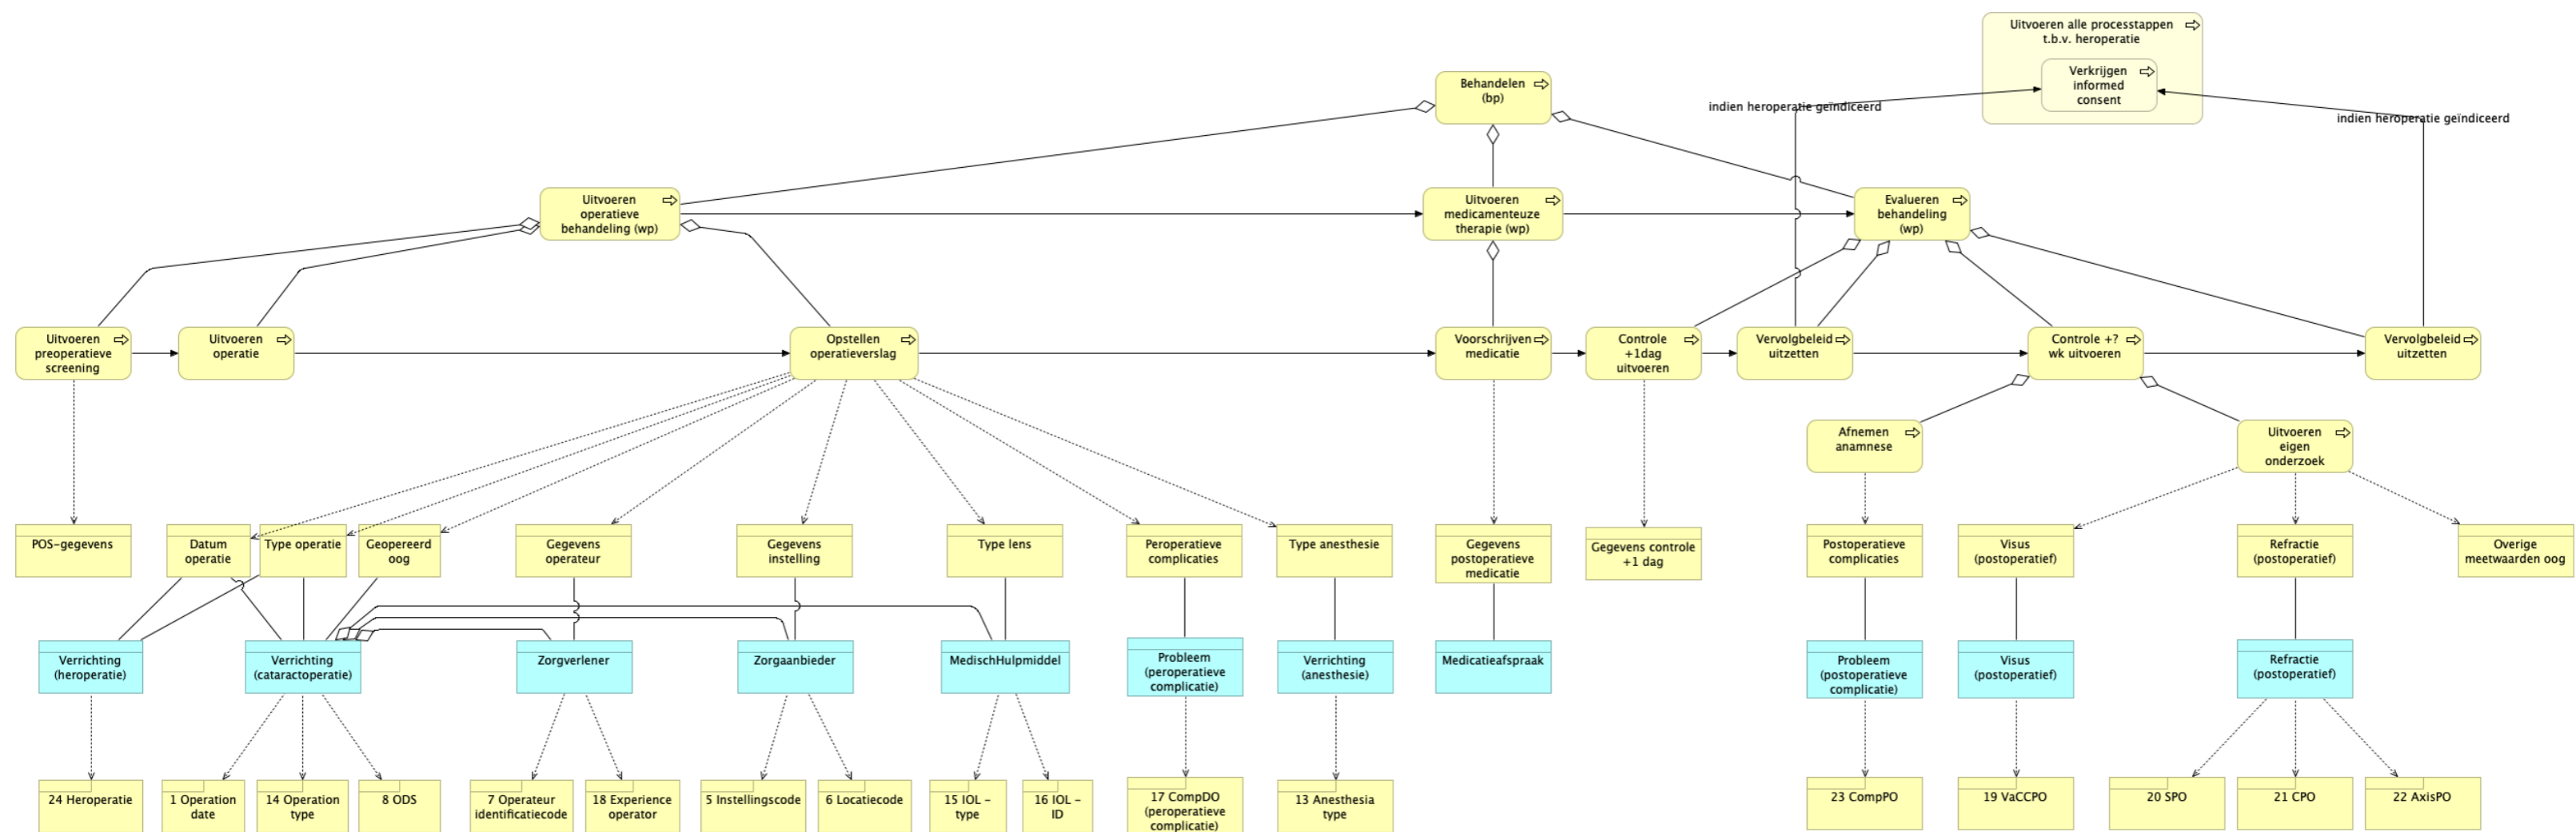 Uitvoeren alle processtappen
t.b.v. heroperatie
Verkrijgen
informed
consent
Behandelen
(bp)
indien heroperatie geïndiceerd
indien heroperatie geïndiceerd
Uitvoeren
operatieve
behandeling (wp)
Uitvoeren
medicamenteuze
therapie (wp)
Evalueren
behandeling
(wp)
Uitvoeren
preoperatieve
screening
Uitvoeren
operatie
Opstellen
operatieverslag
Voorschrijven
medicatie
Controle
+1dag
uitvoeren
Vervolgbeleid
uitzetten
Controle +?
wk uitvoeren
Vervolgbeleid
uitzetten
Afnemen
anamnese
Uitvoeren
eigen
onderzoek
POS-gegevens
Datum
operatie
Type operatie
Geopereerd
oog
Gegevens
operateur
Gegevens
instelling
Type lens
Peroperatieve
complicaties
Type anesthesie
Gegevens
postoperatieve
medicatie
Gegevens controle
+1 dag
Postoperatieve
complicaties
Visus
(postoperatief)
Refractie
(postoperatief)
Overige
meetwaarden oog
Verrichting
(heroperatie)
Verrichting
(cataractoperatie)
Zorgverlener
Zorgaanbieder
MedischHulpmiddel
Probleem
(peroperatieve
complicatie)
Verrichting
(anesthesie)
Medicatieafspraak
Probleem
(postoperatieve
complicatie)
Visus
(postoperatief)
Refractie
(postoperatief)
24 Heroperatie
1 Operation
date
14 Operation
type
8 ODS
7 Operateur
identificatiecode
18 Experience
operator
5 Instellingscode
6 Locatiecode
15 IOL -
type
16 IOL -
ID
17 CompDO
(peroperatieve
complicatie)
13 Anesthesia
type
23 CompPO
19 VaCCPO
20 SPO
21 CPO
22 AxisPO